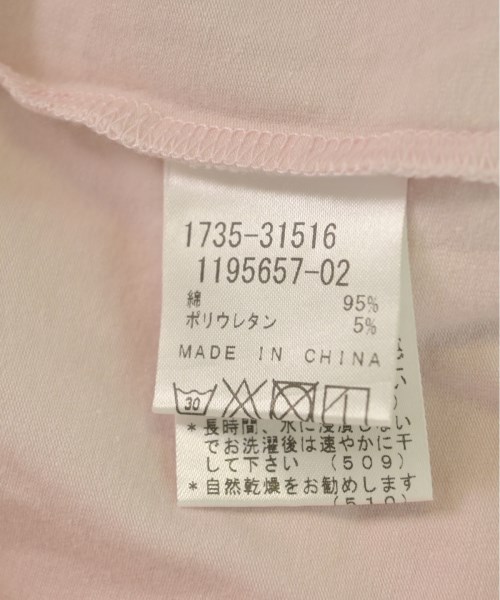 1735-31516
1195657-02
綿 95%
ポリウレタン 5%
MADE IN CHINA
30
*長時間、水に浸漬しない
でお洗濯後は速やかに干
して下さい (509)
*自然乾燥をお勧めします
(510)